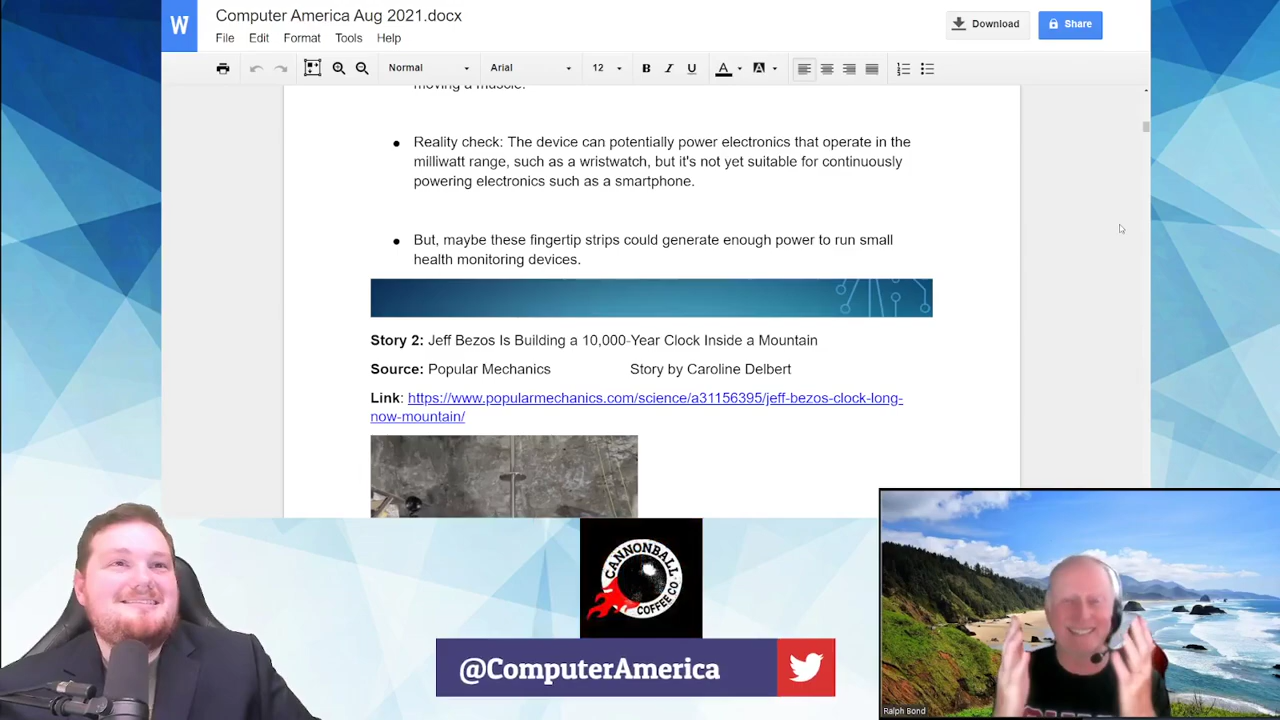 Computer America Aug 2021.docx
W
File Edit Format Tools Help
Download
Share
Normal Arial 12 B I U A A
moving a muscle.
● Reality check: The device can potentially power electronics that operate in the
milliwatt range, such as a wristwatch, but it's not yet suitable for continuously
powering electronics such as a smartphone.
● But, maybe these fingertip strips could generate enough power to run small
health monitoring devices.
Story 2: Jeff Bezos Is Building a 10,000-Year Clock Inside a Mountain
Source: Popular Mechanics Story by Caroline Delbert
Link: https://www.popularmechanics.com/science/a31156395/jeff-bezos-clock-long-
now-mountain/
CANNONBALL
COFFEE CO.
@ComputerAmerica
Ralph Bond